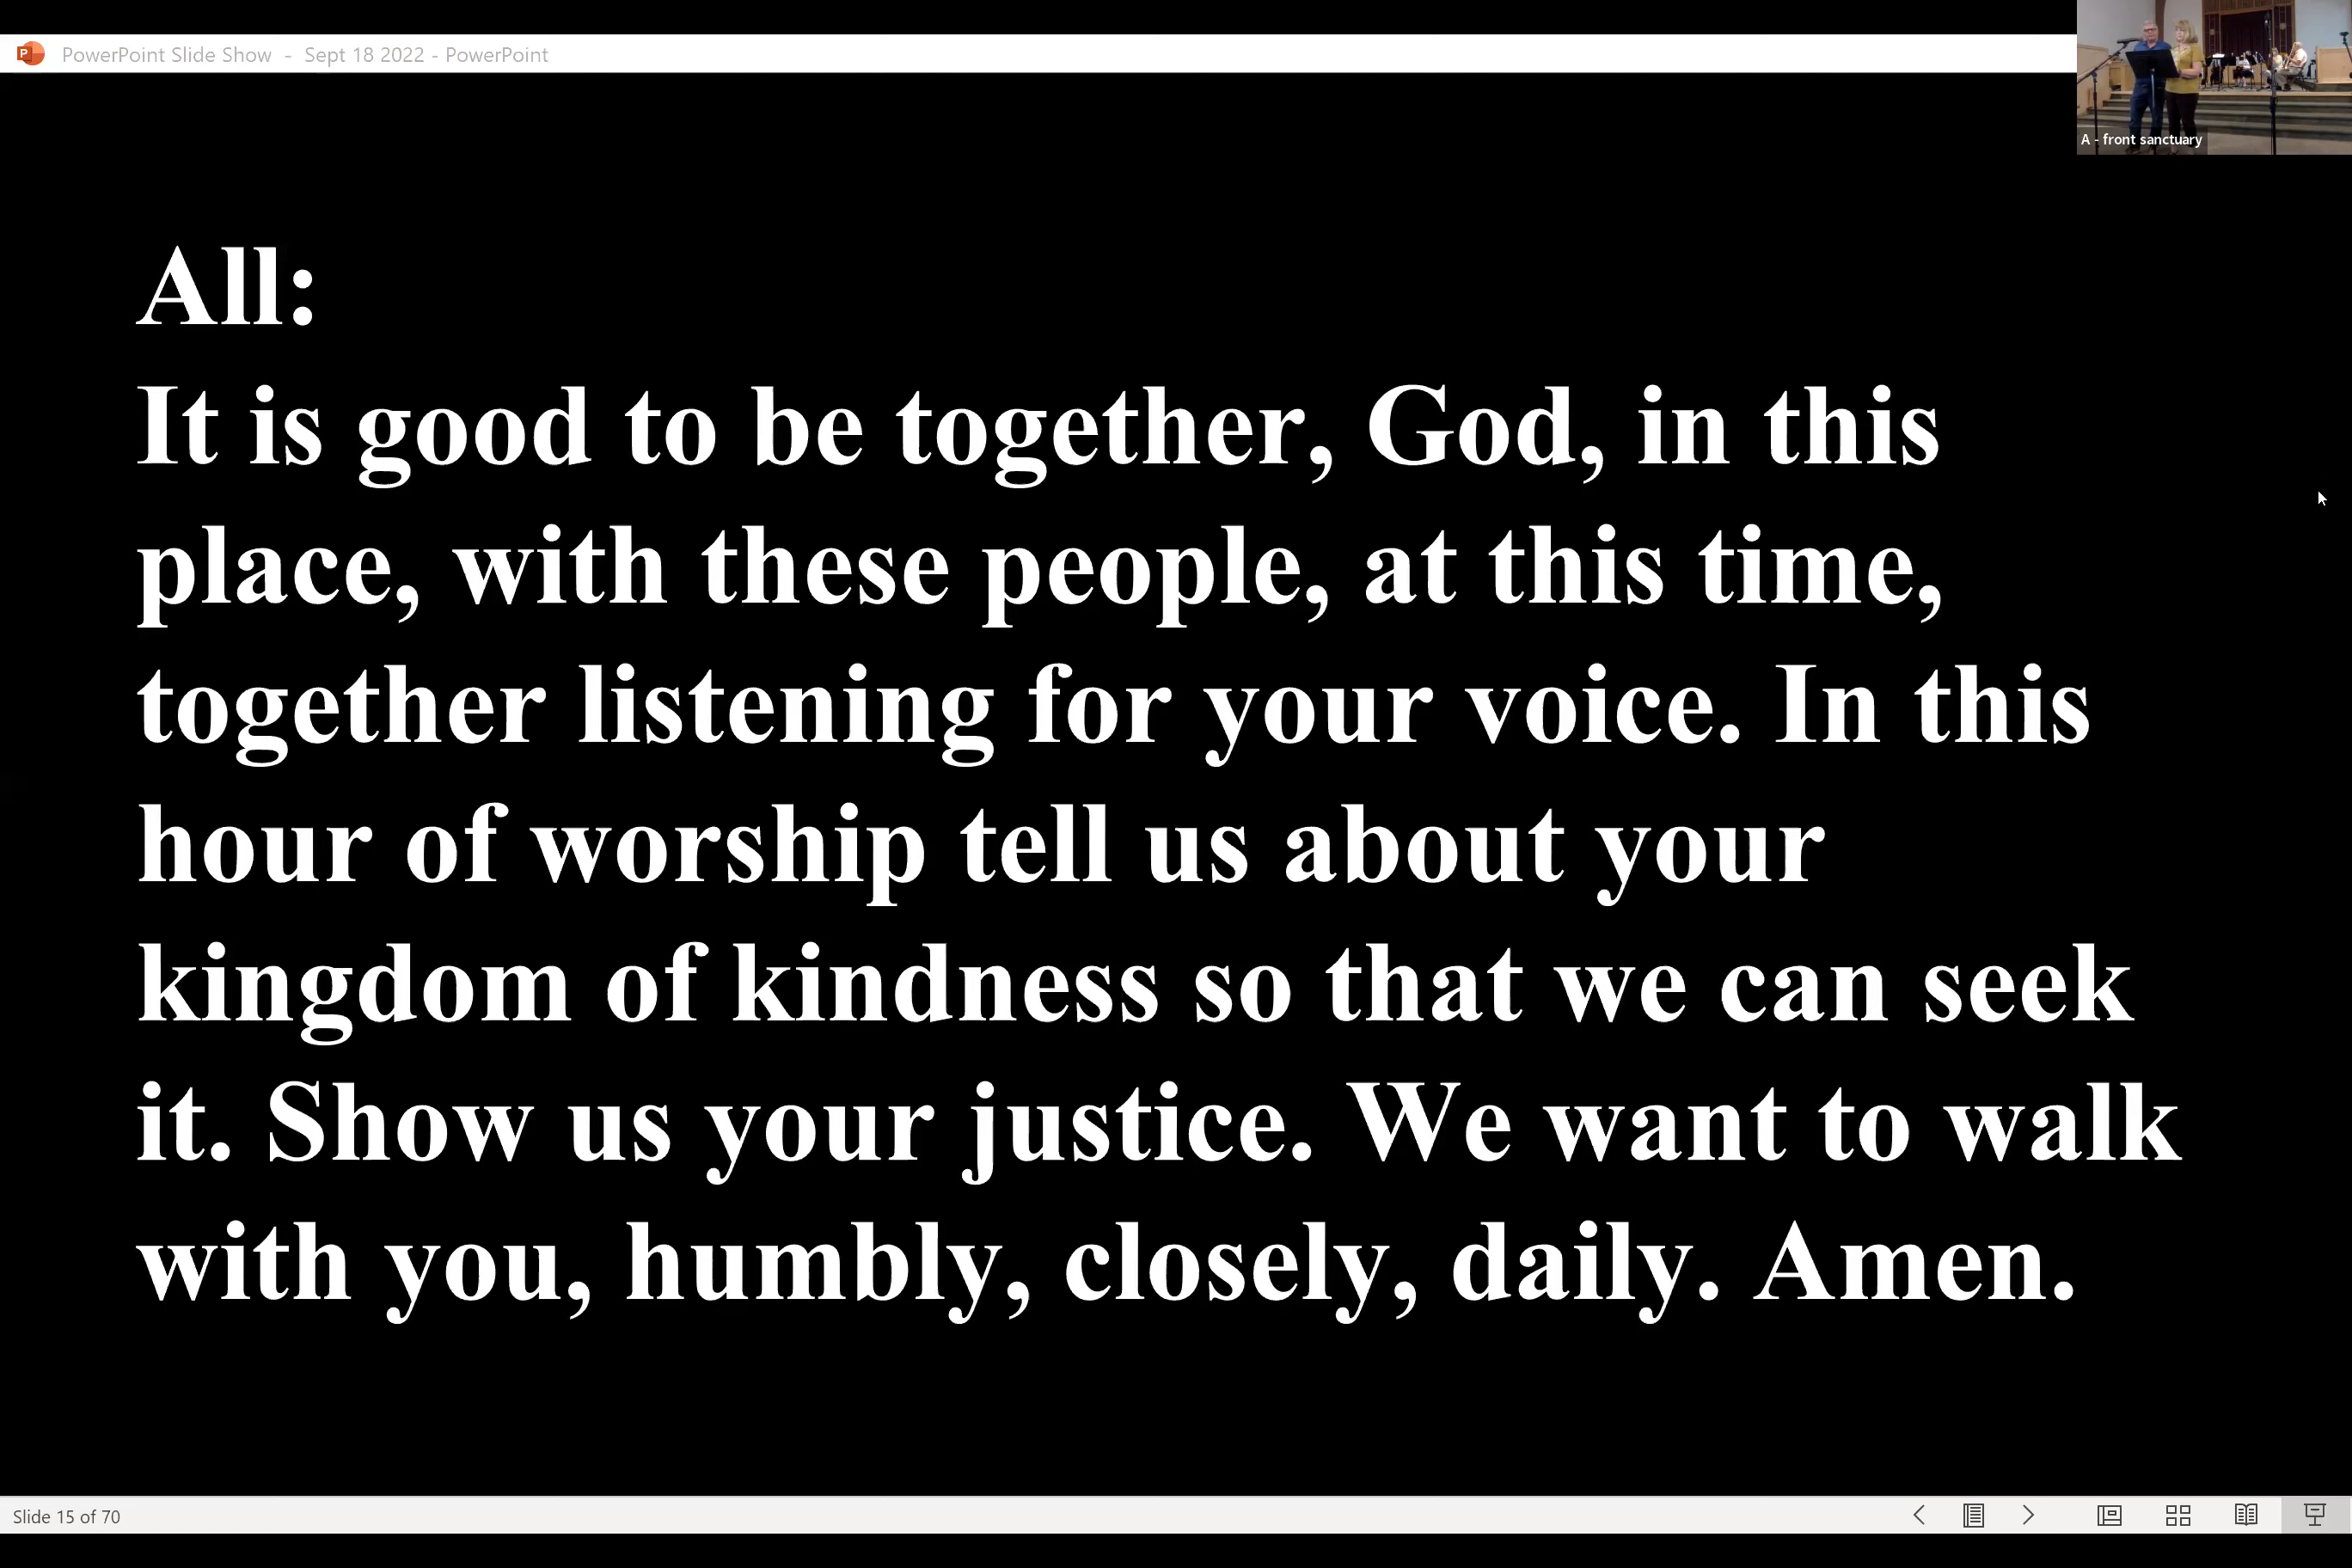 PowerPoint Slide Show - Sept 18 2022 - PowerPoint
A - front sanctuary
All:
It is good to be together, God, in this
place, with these people, at this time,
together listening for your voice. In this
hour of worship tell us about your
kingdom of kindness so that we can seek
it. Show us your justice. We want to walk
with you, humbly, closely, daily. Amen.
Slide 15 of 70